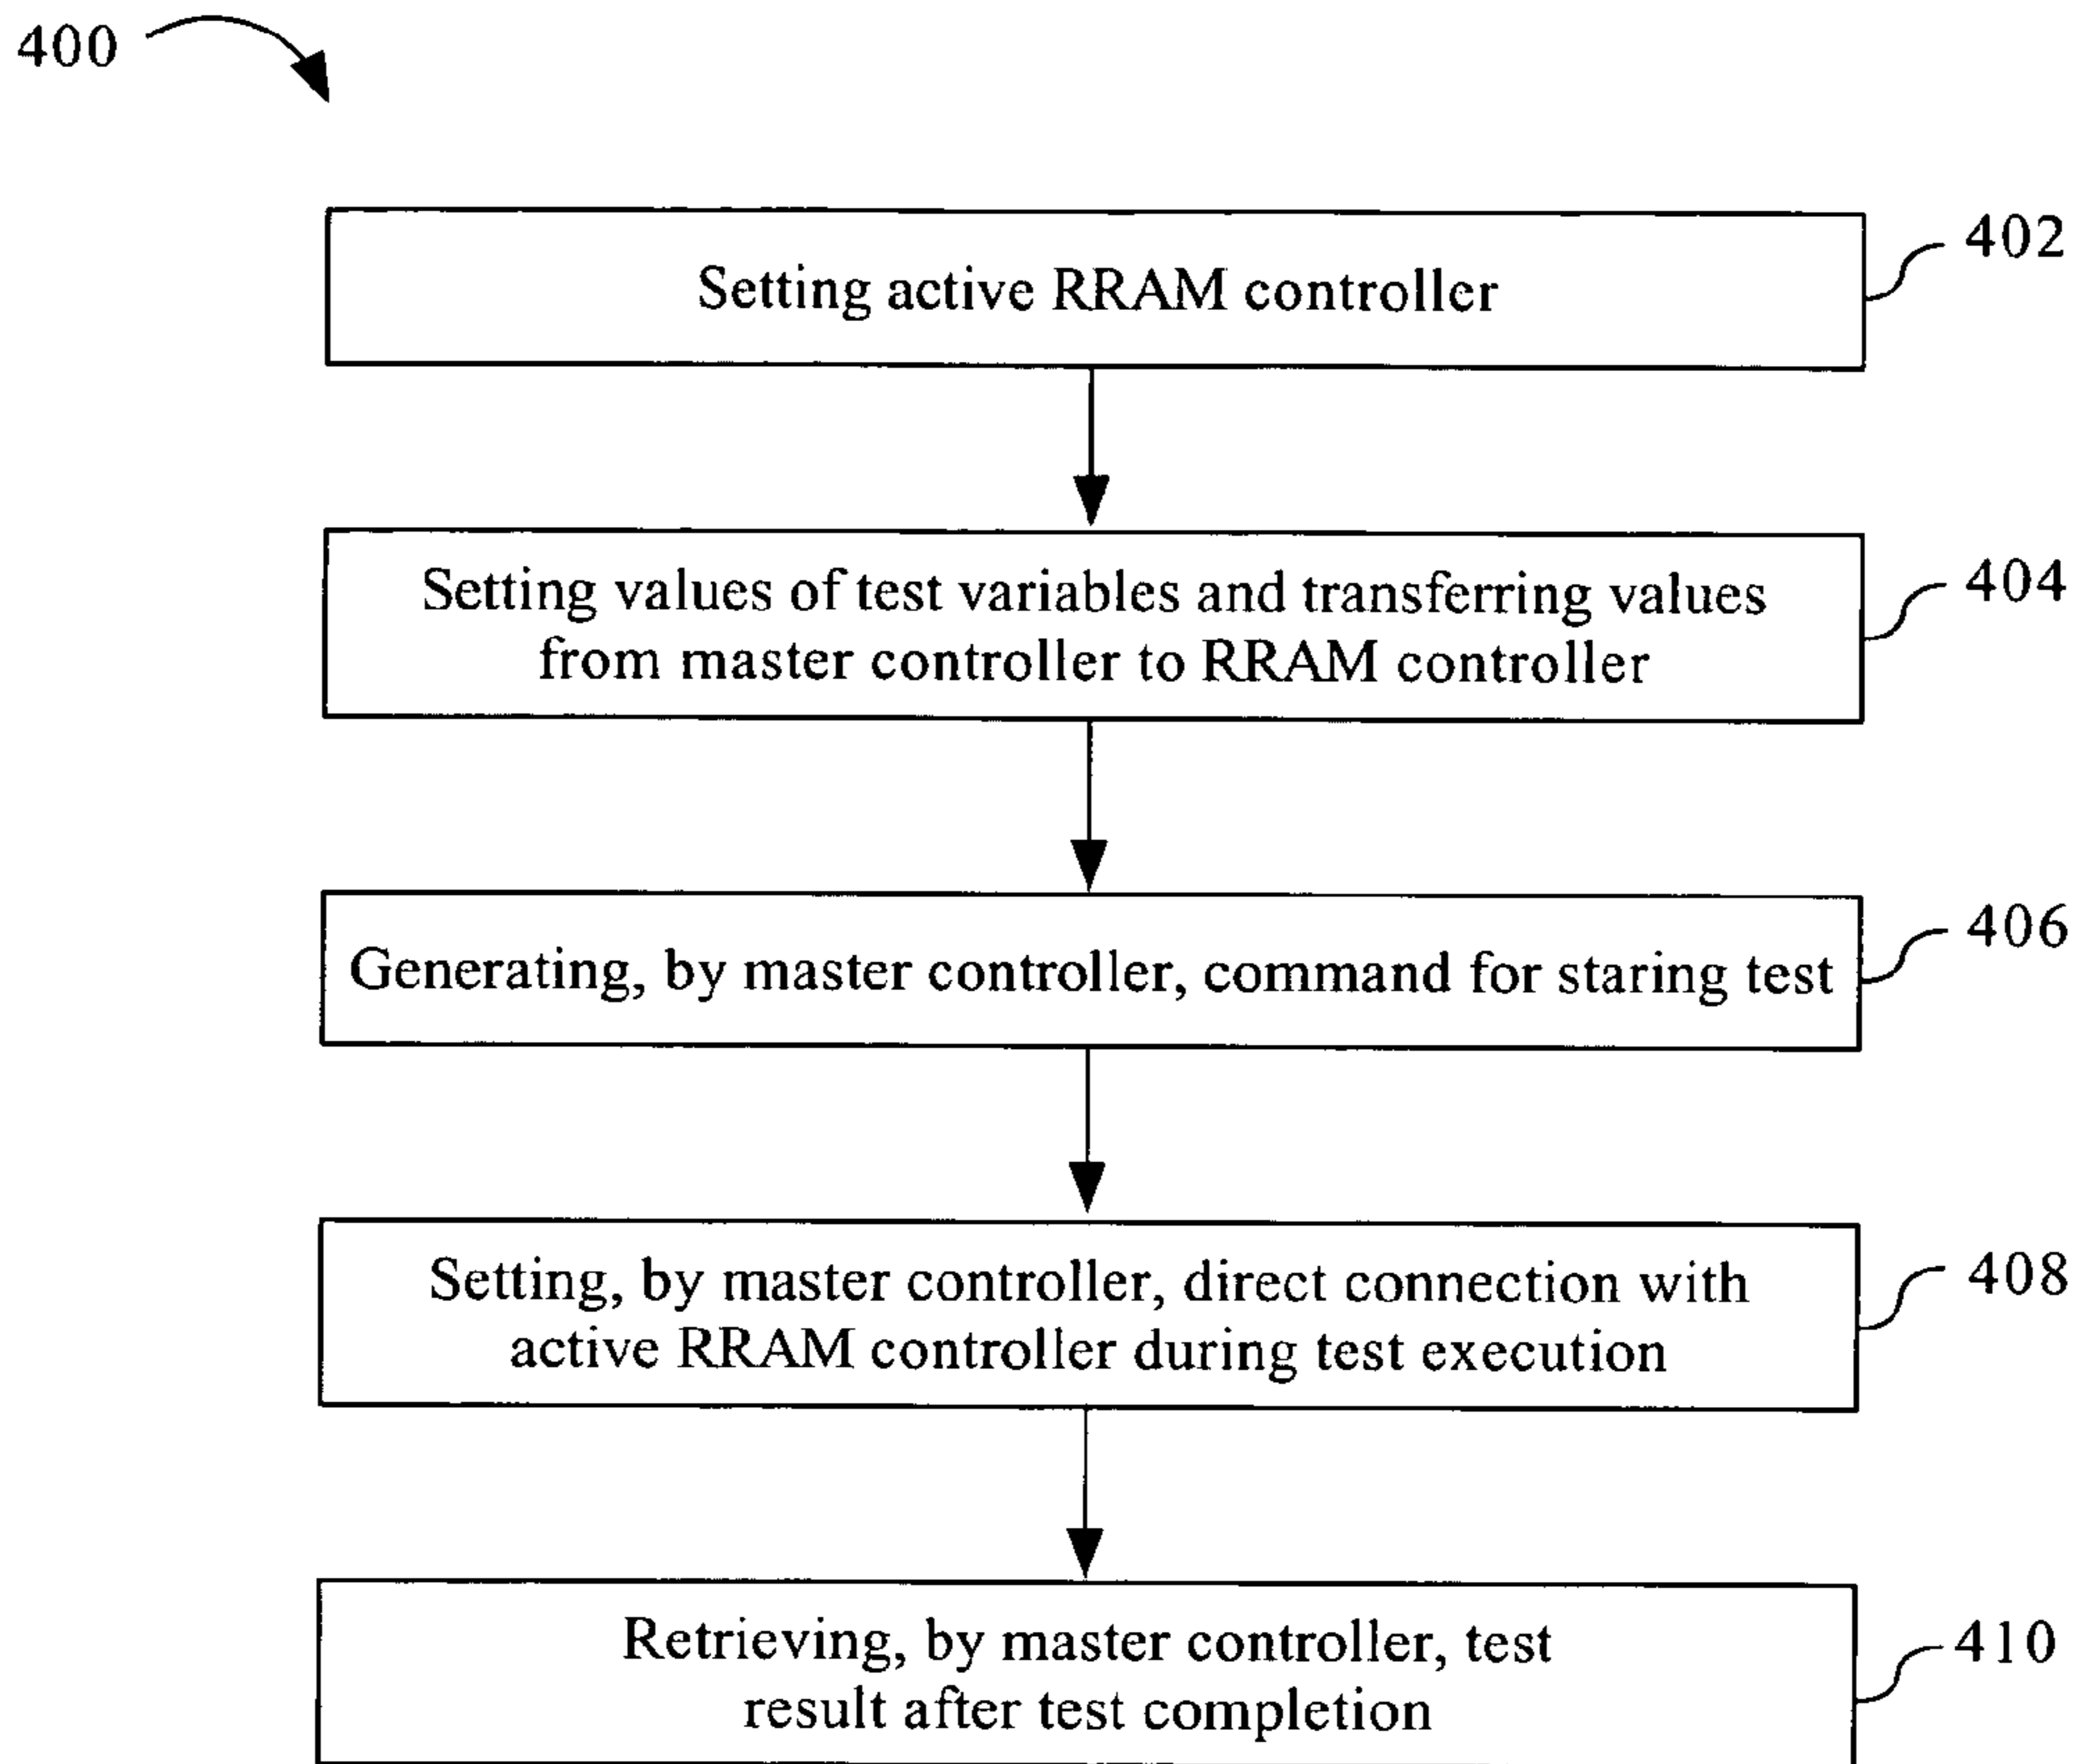 400
Setting active RRAM controller
402
Setting values of test variables and transferring values
from master controller to RRAM controller
404
Generating, by master controller, command for staring test
406
Setting, by master controller, direct connection with
active RRAM controller during test execution
408
Retrieving, by master controller, test
result after test completion
410